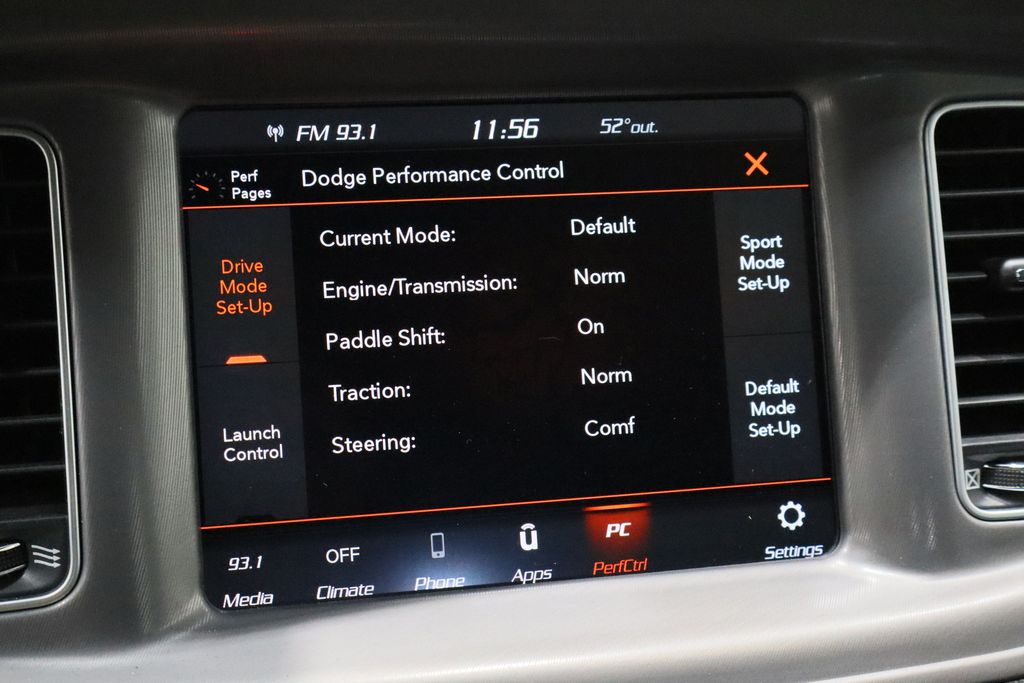 FM 93.1 11:56 52°out.
Perf
Pages
Dodge Performance Control
Drive
Mode
Set-Up
Launch
Control
Current Mode: Default
Engine/Transmission: Norm
Paddle Shift: On
Traction: Norm
Steering: Comf
Sport
Mode
Set-Up
Default
Mode
Set-Up
93.1
Media
OFF
Climate
Phone
Apps
PC
PerfCtrl
Settings